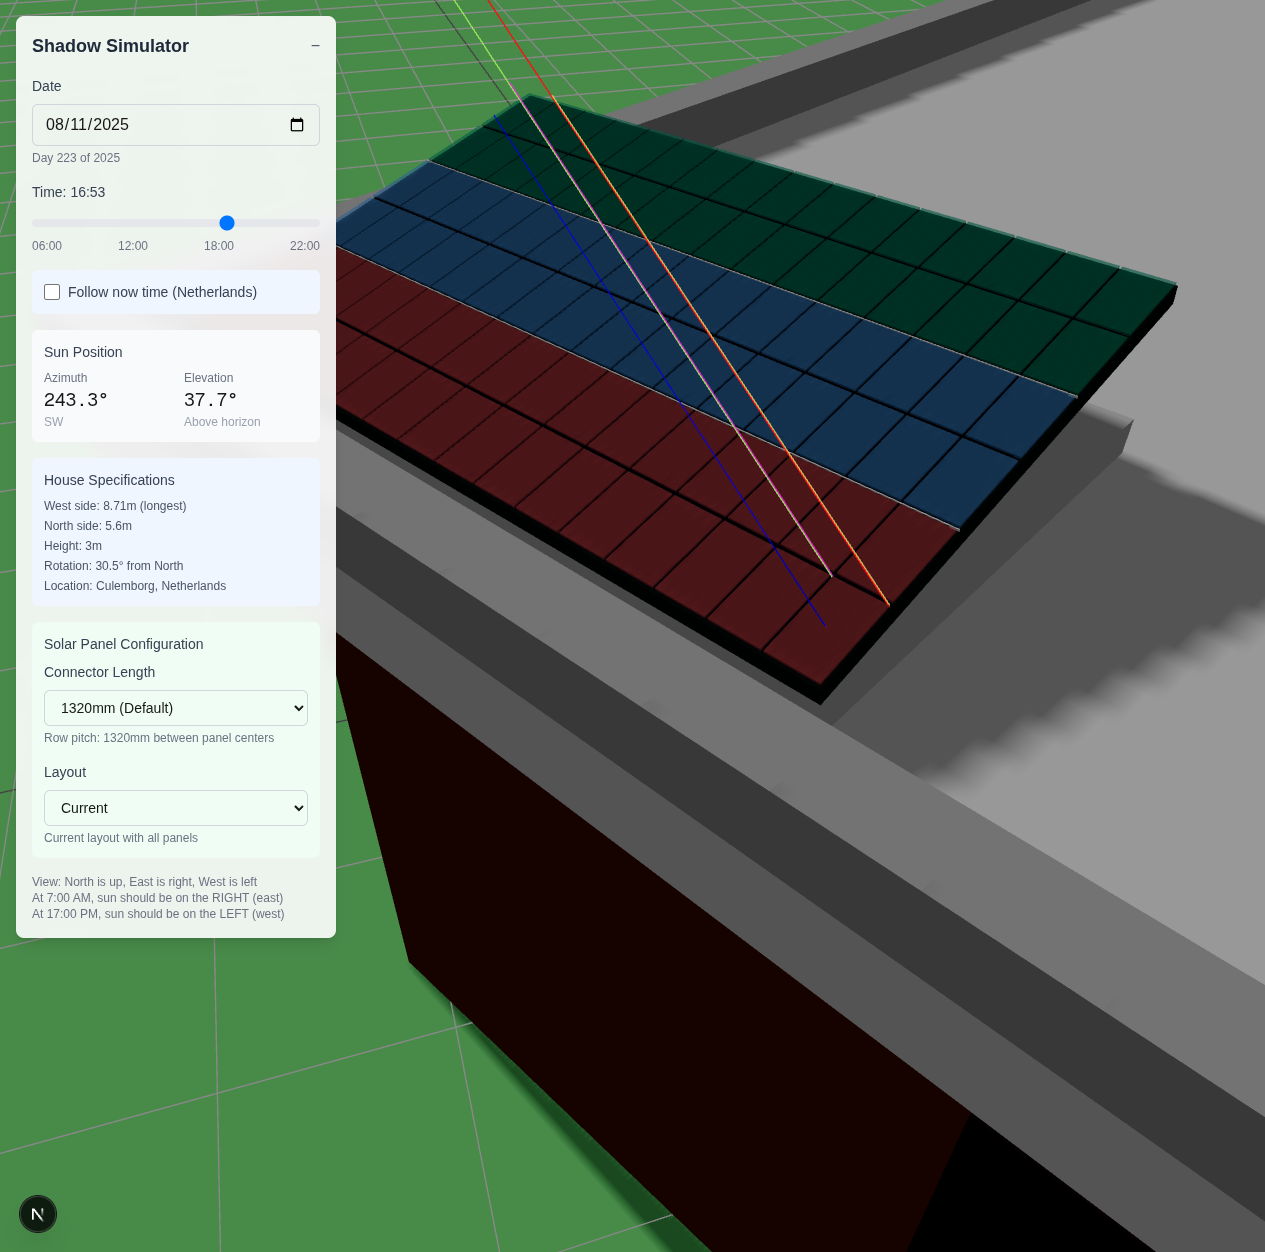 Shadow Simulator −
Date
08/11/2025
Day 223 of 2025
Time: 16:53
06:00 12:00 18:00 22:00
Follow now time (Netherlands)
Sun Position
Azimuth Elevation
243.3° 37.7°
SW Above horizon
House Specifications
West side: 8.71m (longest)
North side: 5.6m
Height: 3m
Rotation: 30.5° from North
Location: Culemborg, Netherlands
Solar Panel Configuration
Connector Length
1320mm (Default)
Row pitch: 1320mm between panel centers
Layout
Current
Current layout with all panels
View: North is up, East is right, West is left
At 7:00 AM, sun should be on the RIGHT (east)
At 17:00 PM, sun should be on the LEFT (west)
N